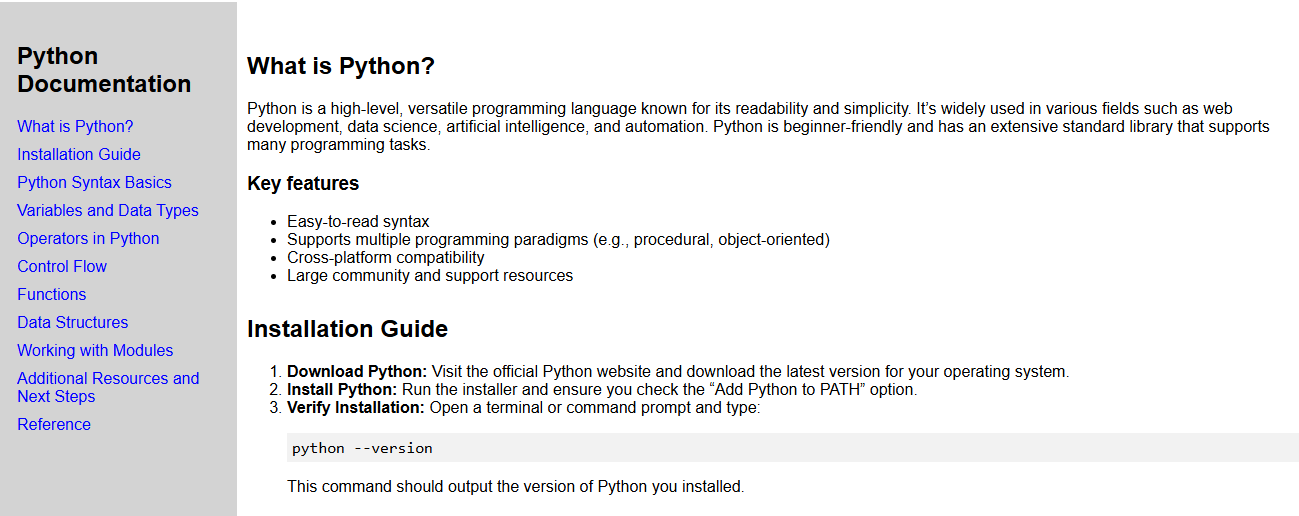 Python
Documentation
What is Python?
Installation Guide
Python Syntax Basics
Variables and Data Types
Operators in Python
Control Flow
Functions
Data Structures
Working with Modules
Additional Resources and
Next Steps
Reference
What is Python?
Python is a high-level, versatile programming language known for its readability and simplicity. It’s widely used in various fields such as web
development, data science, artificial intelligence, and automation. Python is beginner-friendly and has an extensive standard library that supports
many programming tasks.
Key features
• Easy-to-read syntax
• Supports multiple programming paradigms (e.g., procedural, object-oriented)
• Cross-platform compatibility
• Large community and support resources
Installation Guide
1. Download Python: Visit the official Python website and download the latest version for your operating system.
2. Install Python: Run the installer and ensure you check the “Add Python to PATH” option.
3. Verify Installation: Open a terminal or command prompt and type:
python --version
This command should output the version of Python you installed.